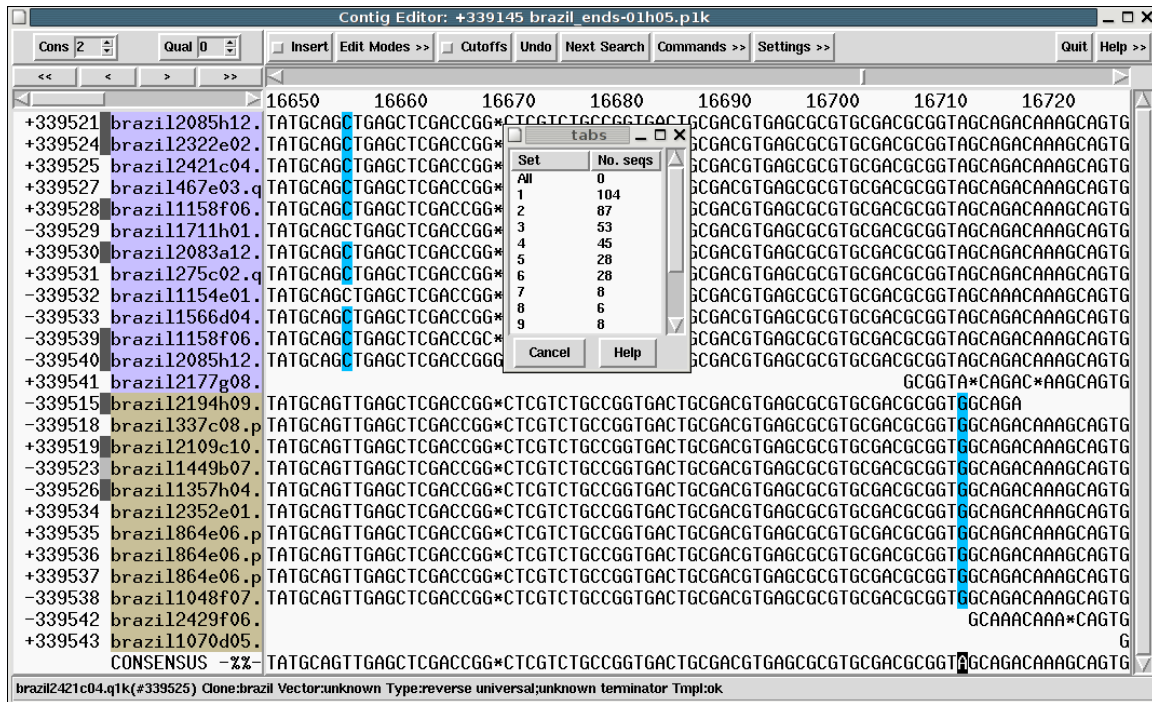 Contig Editor: +339145 brazil_ends-01h05.p1k
Cons 2 Qual 0 Insert Edit Modes >> Cutoffs Undo Next Search Commands >> Settings >> Quit Help >>
<< < > >>
16650 16660 16670 16680 16690 16700 16710 16720
+339521 brazil2085h12. TATGCAGCTGAGCTCGACCGG*CTCGTCTGCCGGTGACTGCGACGTGAGCGCGTGCGACGCGGTAGCAGACAAAGCAGTG
+339524 brazil2322e02. TATGCAGCTGAGCTCGACCGG* GCGACGTGAGCGCGTGCGACGCGGTAGCAGACAAAGCAGTG
+339525 brazil2421c04. TATGCAGCTGAGCTCGACCGG* GCGACGTGAGCGCGTGCGACGCGGTAGCAGACAAAGCAGTG
+339527 brazil467e03.q TATGCAGCTGAGCTCGACCGG* GCGACGTGAGCGCGTGCGACGCGGTAGCAGACAAAGCAGTG
+339528 brazil1158f06. TATGCAGCTGAGCTCGACCGG* GCGACGTGAGCGCGTGCGACGCGGTAGCAGACAAAGCAGTG
-339529 brazil1711h01. TATGCAGCTGAGCTCGACCGG* GCGACGTGAGCGCGTGCGACGCGGTAGCAGACAAAGCAGTG
+339530 brazil2083a12. TATGCAGCTGAGCTCGACCGG* GCGACGTGAGCGCGTGCGACGCGGTAGCAGACAAAGCAGTG
+339531 brazil275c02.q TATGCAGCTGAGCTCGACCGG* GCGACGTGAGCGCGTGCGACGCGGTAGCAGACAAAGCAGTG
-339532 brazil1154e01. TATGCAGCTGAGCTCGACCGG* GCGACGTGAGCGCGTGCGACGCGGTAGCAAACAAAGCAGTG
-339533 brazil1566d04. TATGCAGCTGAGCTCGACCGG* GCGACGTGAGCGCGTGCGACGCGGTAGCAGACAAAGCAGTG
-339539 brazil1158f06. TATGCAGCTGAGCTCGACCGC* GCGACGTGAGCGCGTGCGACGCGGTAGCAGACAAAGCAGTG
-339540 brazil2085h12. TATGCAGCTGAGCTCGACCGGG GCGACGTGAGCGCGTGCGACGCGGTAGCAGACAAAGCAGTG
+339541 brazil2177g08. GCGGTA*CAGAC*AAGCAGTG
tabs
Set No. seqs
All 0
1 104
2 87
3 53
4 45
5 28
6 28
7 8
8 6
9 8
Cancel Help
-339515 brazil2194h09. TATGCAGTTGAGCTCGACCGG*CTCGTCTGCCGGTGACTGCGACGTGAGCGCGTGCGACGCGGTGGCAGA
-339518 brazil337c08.p TATGCAGTTGAGCTCGACCGG*CTCGTCTGCCGGTGACTGCGACGTGAGCGCGTGCGACGCGGTGGCAGACAAAGCAGTG
+339519 brazil2109c10. TATGCAGTTGAGCTCGACCGG*CTCGTCTGCCGGTGACTGCGACGTGAGCGCGTGCGACGCGGTGGCAGACAAAGCAGTG
-339523 brazil1449b07. TATGCAGTTGAGCTCGACCGG*CTCGTCTGCCGGTGACTGCGACGTGAGCGCGTGCGACGCGGTGGCAGACAAAGCAGTG
-339526 brazil1357h04. TATGCAGTTGAGCTCGACCGG*CTCGTCTGCCGGTGACTGCGACGTGAGCGCGTGCGACGCGGTGGCAGACAAAGCAGTG
+339534 brazil2352e01. TATGCAGTTGAGCTCGACCGG*CTCGTCTGCCGGTGACTGCGACGTGAGCGCGTGCGACGCGGTGGCAGACAAAGCAGTG
+339535 brazil864e06.p TATGCAGTTGAGCTCGACCGG*CTCGTCTGCCGGTGACTGCGACGTGAGCGCGTGCGACGCGGTGGCAGACAAAGCAGTG
+339536 brazil864e06.p TATGCAGTTGAGCTCGACCGG*CTCGTCTGCCGGTGACTGCGACGTGAGCGCGTGCGACGCGGTGGCAGACAAAGCAGTG
+339537 brazil864e06.p TATGCAGTTGAGCTCGACCGG*CTCGTCTGCCGGTGACTGCGACGTGAGCGCGTGCGACGCGGTGGCAGACAAAGCAGTG
-339538 brazil1048f07. TATGCAGTTGAGCTCGACCGG*CTCGTCTGCCGGTGACTGCGACGTGAGCGCGTGCGACGCGGTGGCAGACAAAGCAGTG
-339542 brazil2429f06. GCAAACAAA*CAGTG
+339543 brazil1070d05. G
CONSENSUS -%%- TATGCAGTTGAGCTCGACCGG*CTCGTCTGCCGGTGACTGCGACGTGAGCGCGTGCGACGCGGTAGCAGACAAAGCAGTG
brazil2421c04.q1k(#339525) Clone:brazil Vector:unknown Type:reverse universal;unknown terminator Tmpl:ok